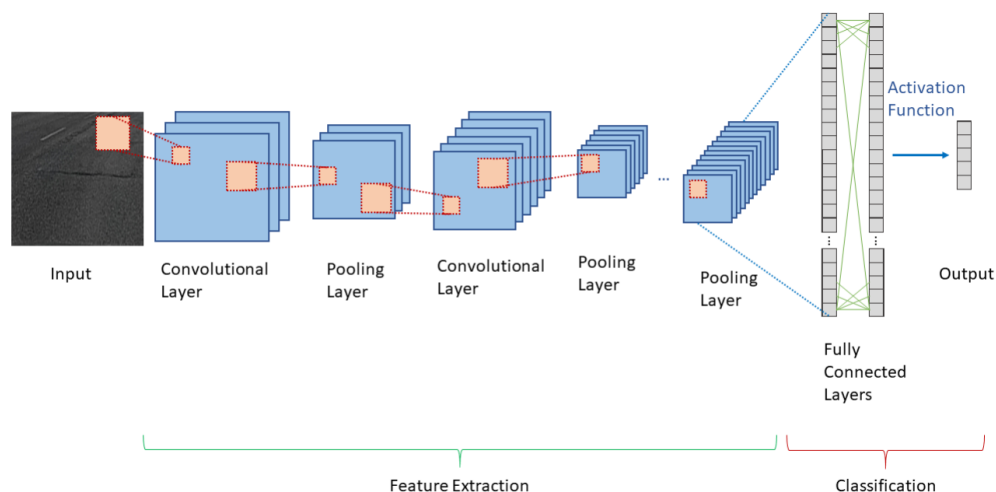 Activation
Function
Input
Convolutional
Layer
Pooling
Layer
Convolutional
Layer
Pooling
Layer
...
Pooling
Layer
Output
Fully
Connected
Layers
Feature Extraction
Classification